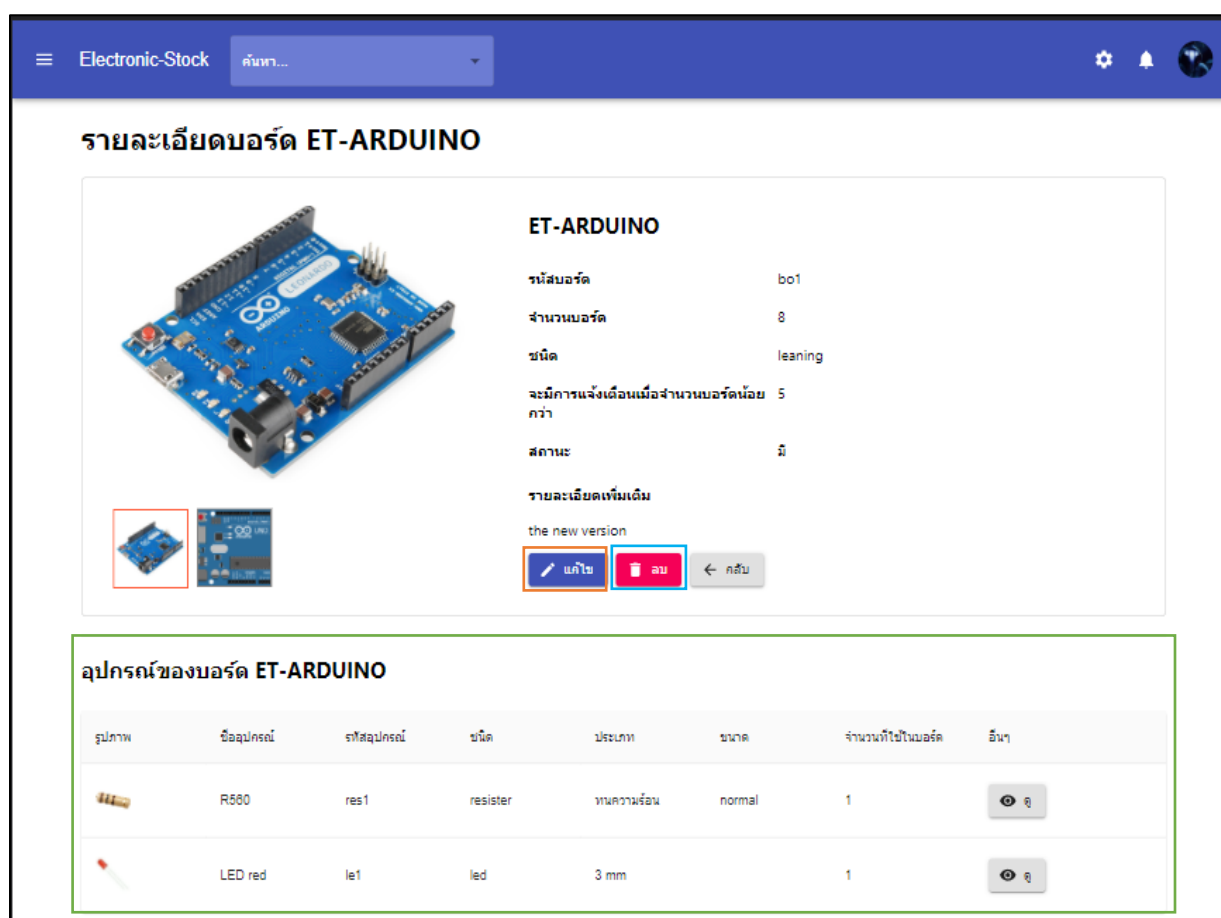 Electronic-Stock
ค้นหา...
รายละเอียดบอร์ด ET-ARDUINO
ET-ARDUINO
รหัสบอร์ด bo1
จำนวนบอร์ด 8
ชนิด leaning
จะมีการแจ้งเตือนเมื่อจำนวนบอร์ดน้อย 5
กว่า
สถานะ มี
รายละเอียดเพิ่มเติม
the new version
แก้ไข ลบ กลับ
ARDUINO
LEONARDO
UNO
อุปกรณ์ของบอร์ด ET-ARDUINO
รูปภาพ ชื่ออุปกรณ์ รหัสอุปกรณ์ ชนิด ประเภท ขนาด จำนวนที่ใช้ในบอร์ด อื่นๆ
R560 res1 resister ทนความร้อน normal 1 ดู
LED red le1 led 3 mm 1 ดู